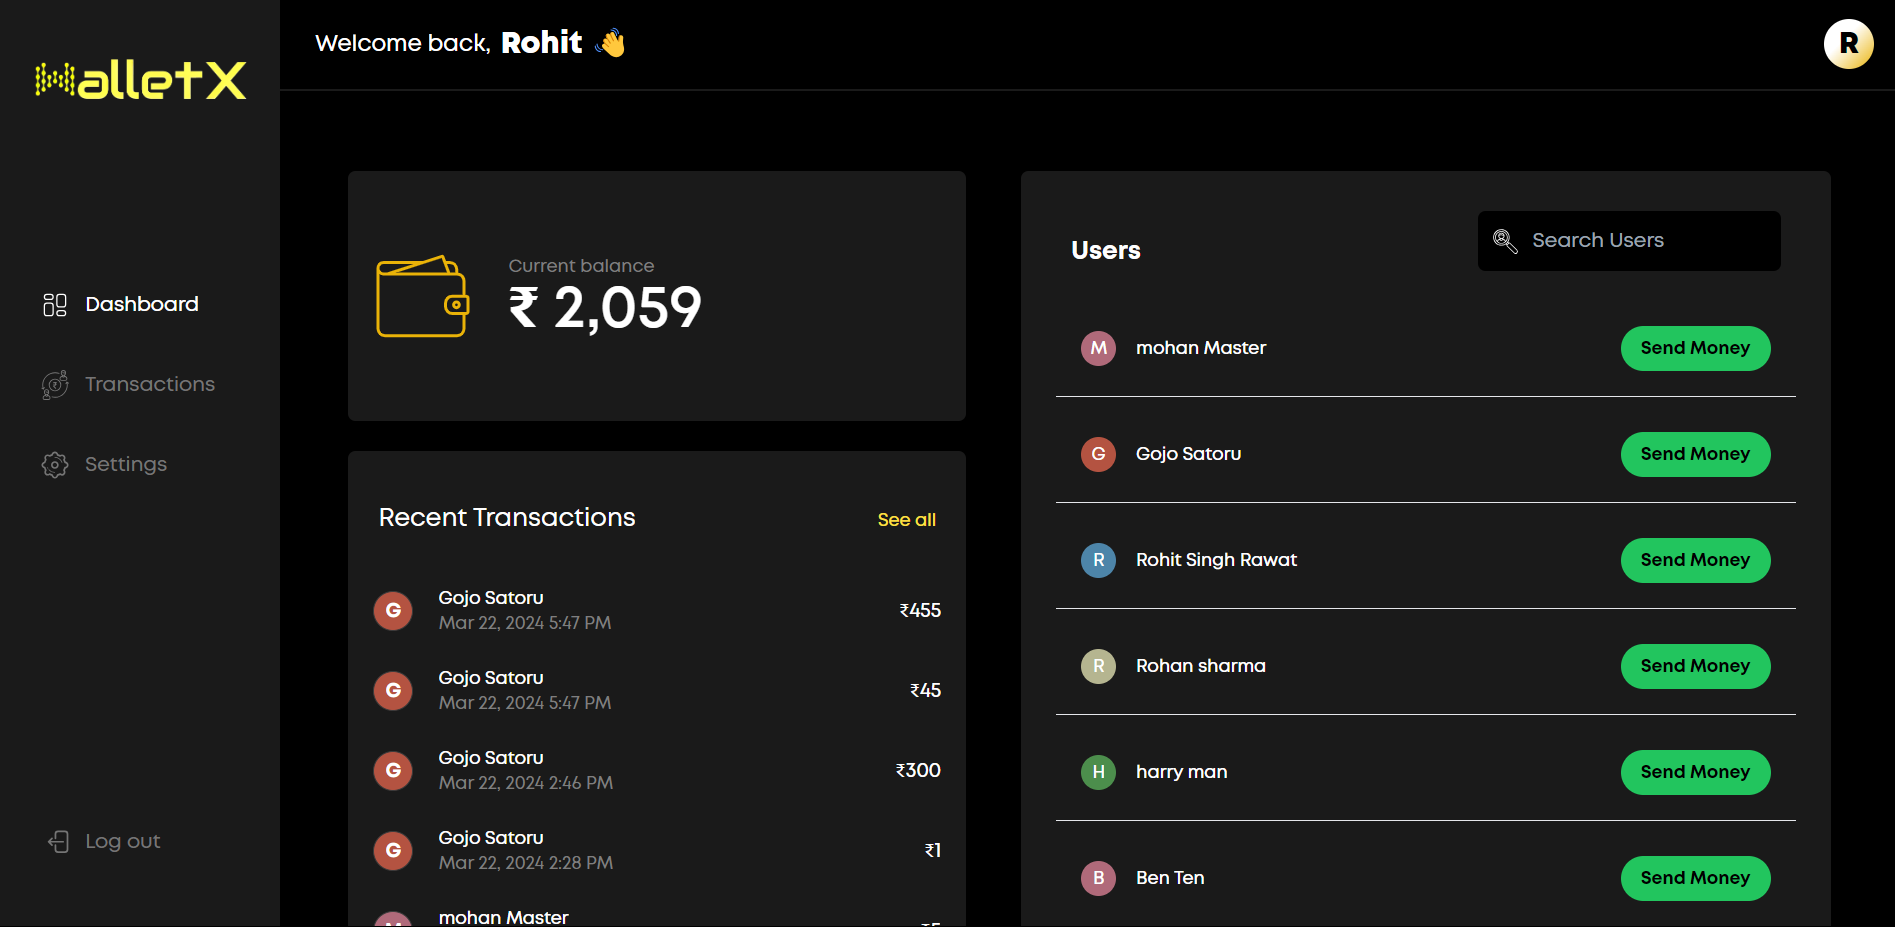 WalletX
Dashboard
Transactions
Settings
Log out
Welcome back, Rohit 👋
R
Current balance
₹ 2,059
Recent Transactions
See all
G
Gojo Satoru
Mar 22, 2024 5:47 PM
₹455
G
Gojo Satoru
Mar 22, 2024 5:47 PM
₹45
G
Gojo Satoru
Mar 22, 2024 2:46 PM
₹300
G
Gojo Satoru
Mar 22, 2024 2:28 PM
₹1
mohan Master
Users
Search Users
M mohan Master Send Money
G Gojo Satoru Send Money
R Rohit Singh Rawat Send Money
R Rohan sharma Send Money
H harry man Send Money
B Ben Ten Send Money